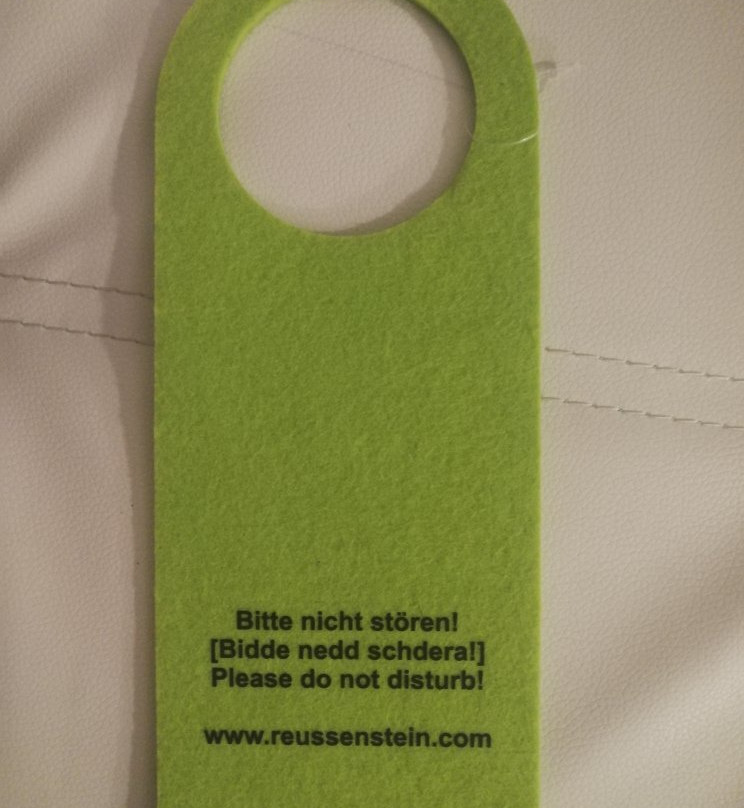 Bitte nicht stören!
[Bidde nedd schdera!]
Please do not disturb!
www.reussenstein.com